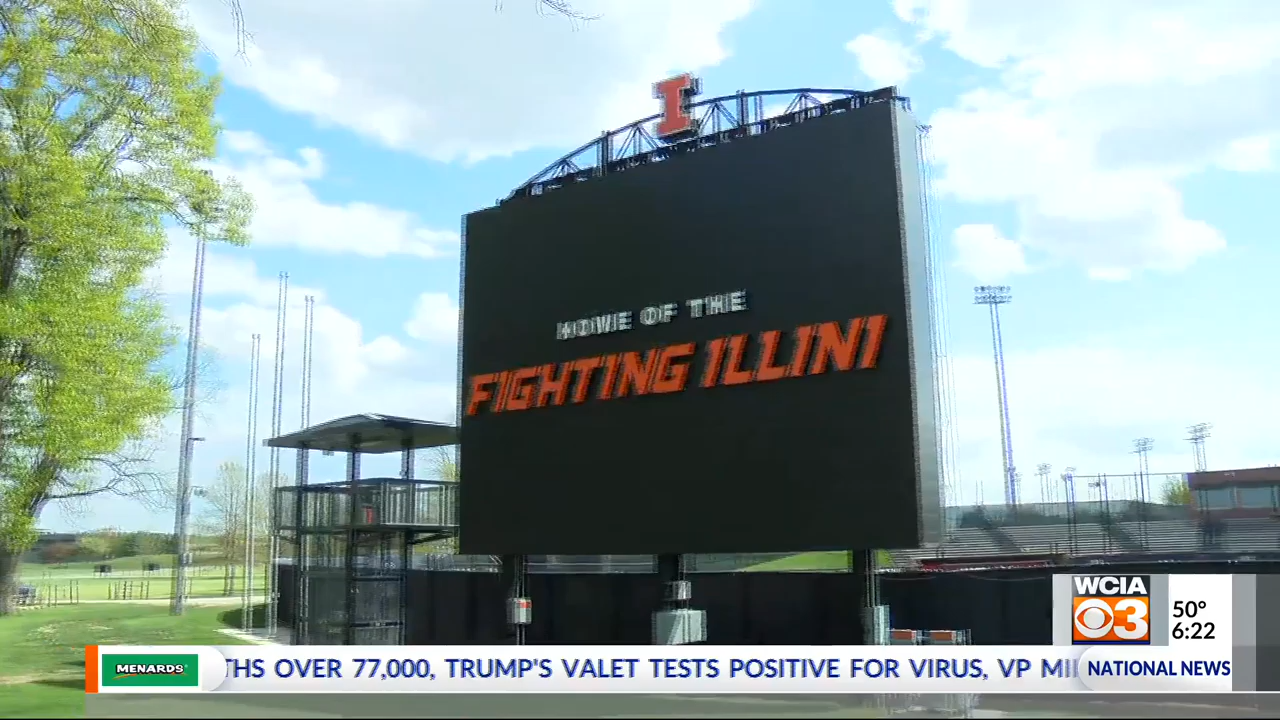 I
HOME OF THE
FIGHTING ILLINI
WCIA
3
50°
6:22
MENARDS
THS OVER 77,000, TRUMP'S VALET TESTS POSITIVE FOR VIRUS, VP
NATIONAL NEWS